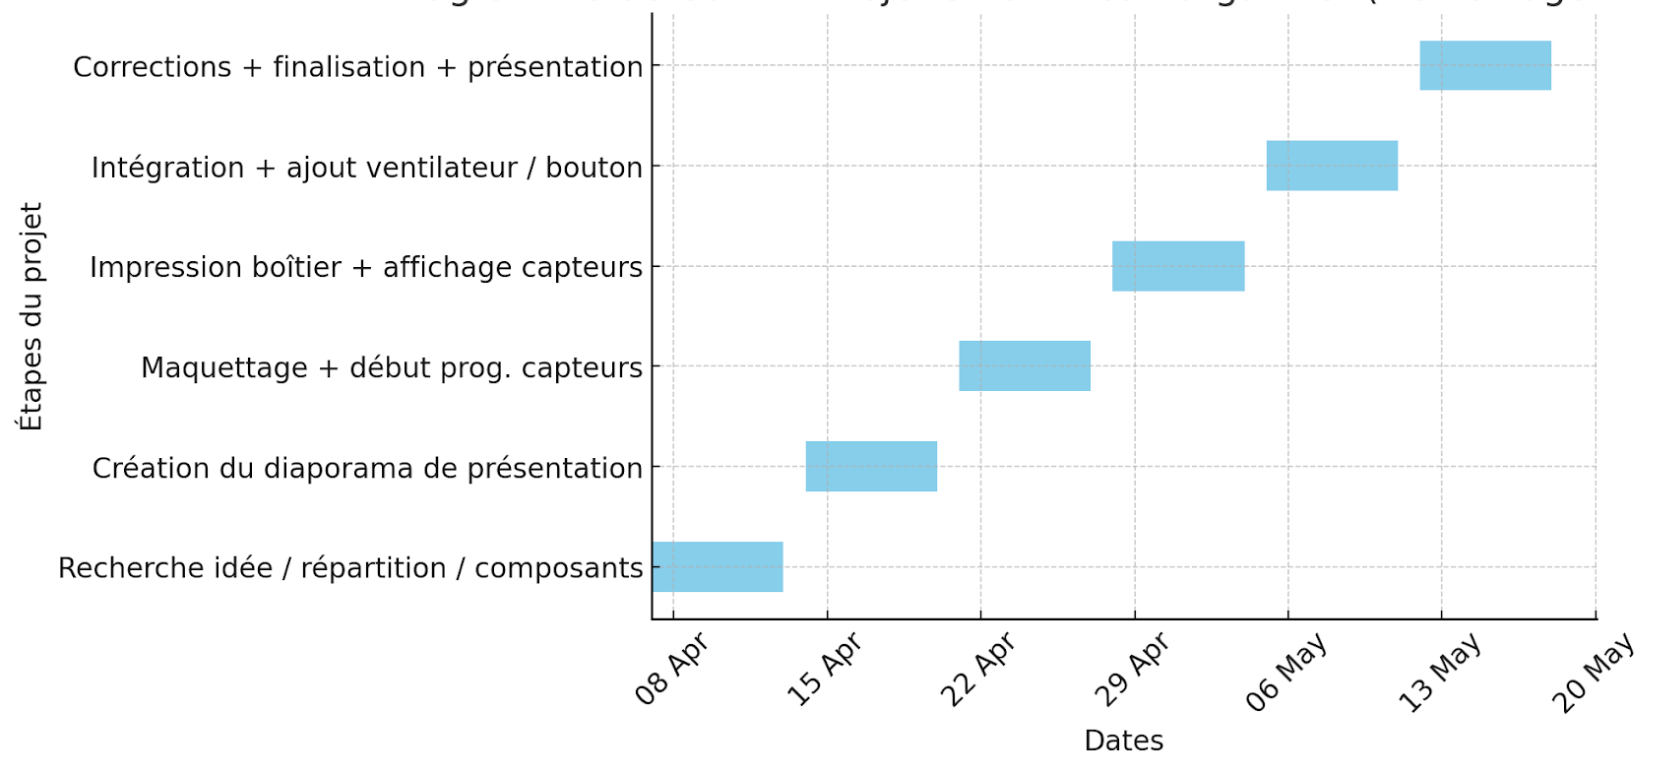 Corrections + finalisation + présentation
Intégration + ajout ventilateur / bouton
Impression boîtier + affichage capteurs
Maquettage + début prog. capteurs
Création du diaporama de présentation
Recherche idée / répartition / composants
Étapes du projet
08 Apr
15 Apr
22 Apr
29 Apr
06 May
13 May
20 May
Dates